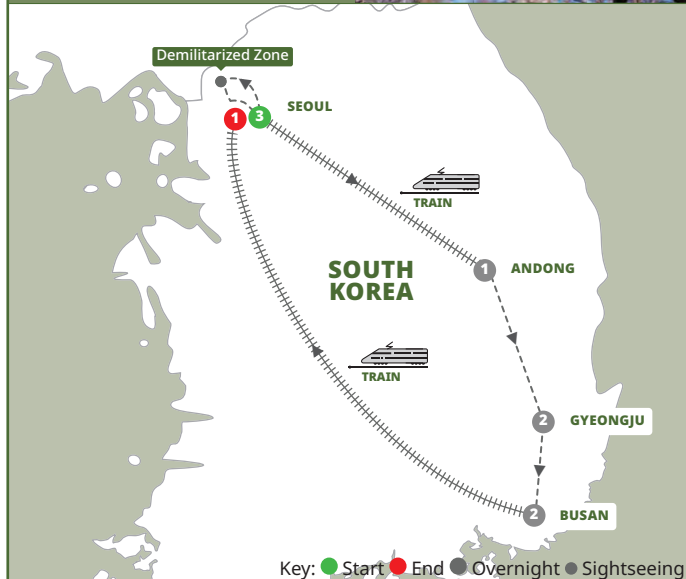 Demilitarized Zone
1
3
SEOUL
TRAIN
SOUTH
KOREA
1
ANDONG
TRAIN
2
GYEONGJU
2
BUSAN
Key: Start End Overnight Sightseeing